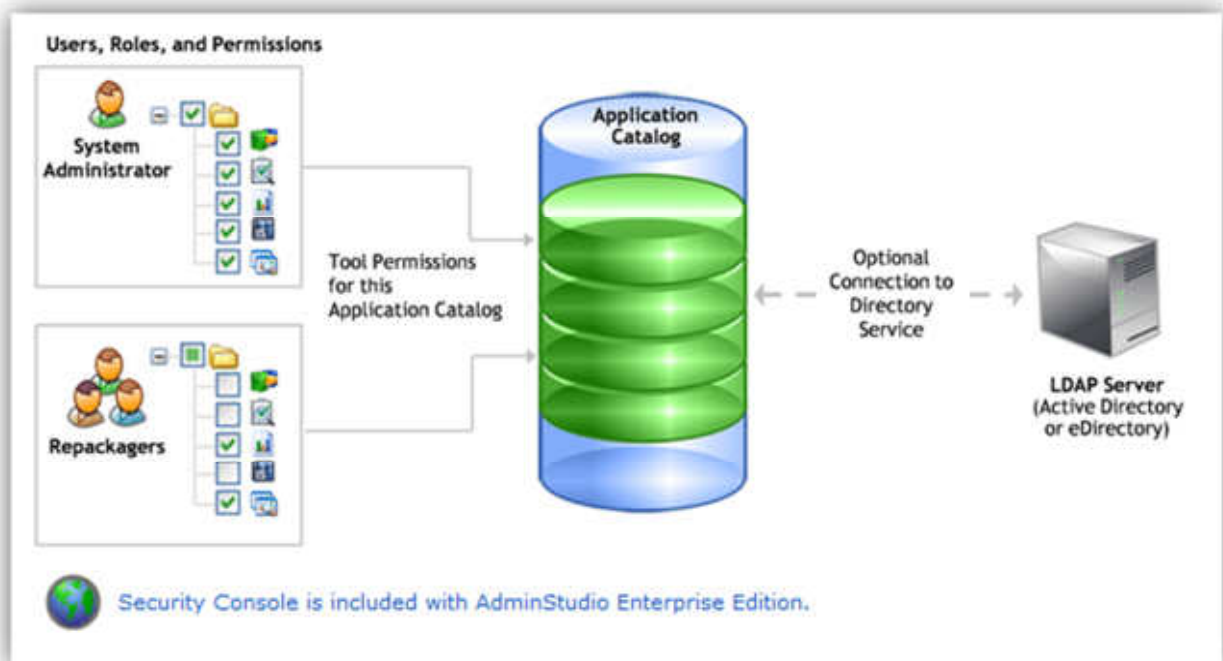 Users, Roles, and Permissions
System
Administrator
Repackagers
Tool Permissions
for this
Application Catalog
Application
Catalog
Optional
Connection to
Directory
Service
LDAP Server
(Active Directory
or eDirectory)
Security Console is included with AdminStudio Enterprise Edition.